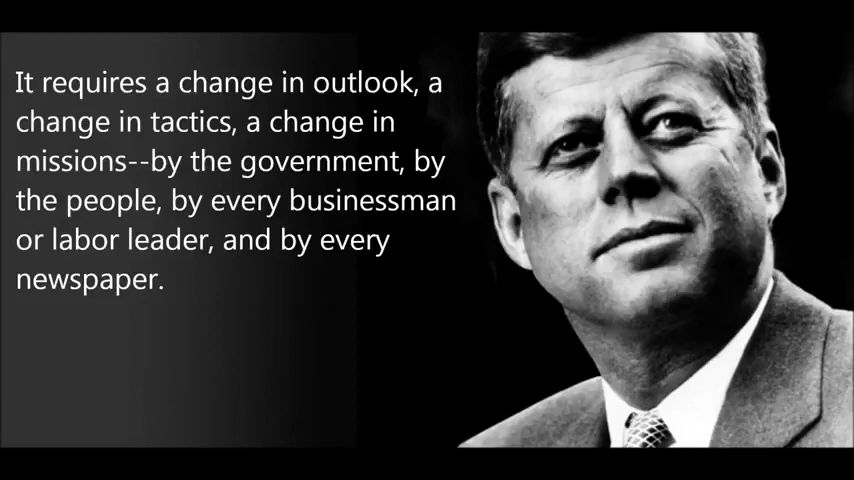 It requires a change in outlook, a
change in tactics, a change in
missions--by the government, by
the people, by every businessman
or labor leader, and by every
newspaper.